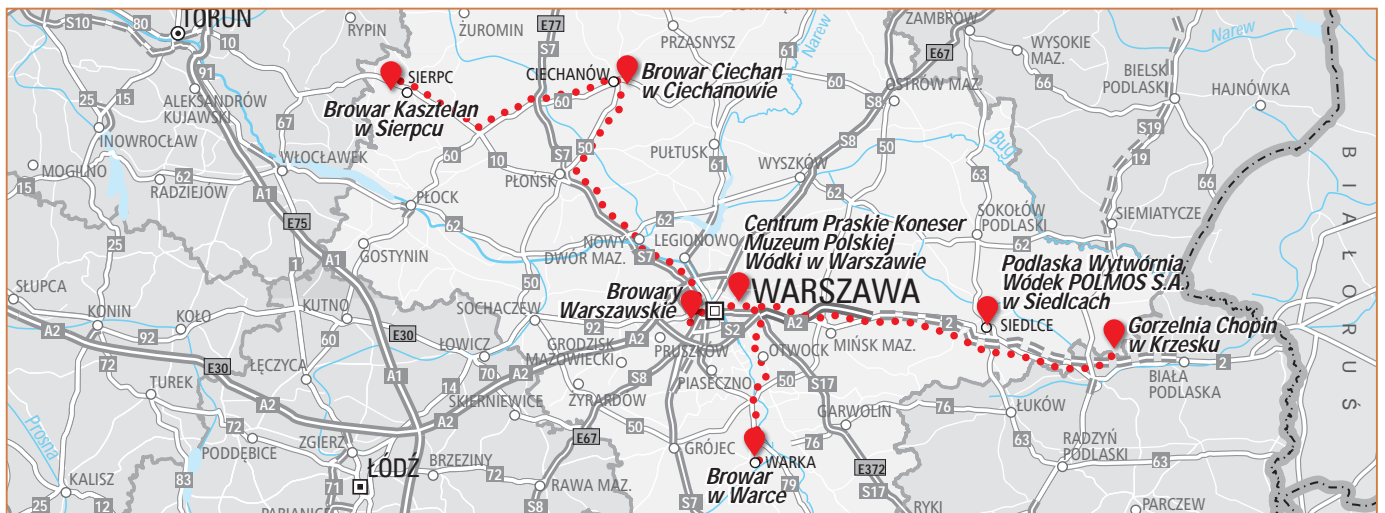 TORUŃ
S10
80
10
RYPIN
ŻUROMIN
E77
S7
PRZASNYSZ
61
Narew
ZAMBRÓW
E67
WYSOKIE
MAZ.
BIELSK
PODLASKI
Narew
HAJNÓWKA
91
25
15
ALEKSANDRÓW
KUJAWSKI
67
SIERPC
Browar Kasztelan
w Sierpcu
CIECHANÓW
60
Browar Ciechan
w Ciechanowie
60
OSTRÓW MAZ.
S8
50
S19
19
66
INOWROCŁAW
MOGILNO
15
RADZIEJÓW
62
WŁOCŁAWEK
A1
60
10
S7
PŁOŃSK
50
PUŁTUSK
61
WYSZKÓW
62
Bug
63
SOKOŁÓW
PODLASKI
62
SIEMIATYCZE
BIAŁORUŚ
25
E75
A1
1
PŁOCK
62
GOSTYNIN
NOWY
DWÓR MAZ.
62
LEGIONOWO
S7
S8
50
Centrum Praskie Koneser
Muzeum Polskiej
Wódki w Warszawie
Podlaska Wytwórnia
Wódek POLMOS S.A.
w Siedlcach
SŁUPCA
KONIN
92
KOŁO
A2
KUTNO
60
A1
E30
ŁOWICZ
SOCHACZEW
50
92
Browary
Warszawskie
WARSZAWA
S2
A2
2
SIEDLCE
Gorzelnia Chopin
w Krzesku
2
BIAŁA
PODLASKA
72
TUREK
E30
ŁĘCZYCA
A2
14
70
A2
GRODZISK
MAZOWIECKI
A2
S8
PRUSZKÓW
PIASECZNO
OTWOCK
50
MIŃSK MAZ.
S17
Prosna
72
PODDĘBICE
ZGIERZ
A2
SKIERNIEWICE
ŻYRARDÓW
50
E67
GRÓJEC
GARWOLIN
76
76
ŁUKÓW
63
RADZYŃ
PODLASKI
63
KALISZ
25
12
83
71
ŁÓDŹ
BRZEZINY
72
RAWA MAZ.
S8
S7
Browar
w Warce
WARKA
79
E372
S17
RYKI
PARCZEW